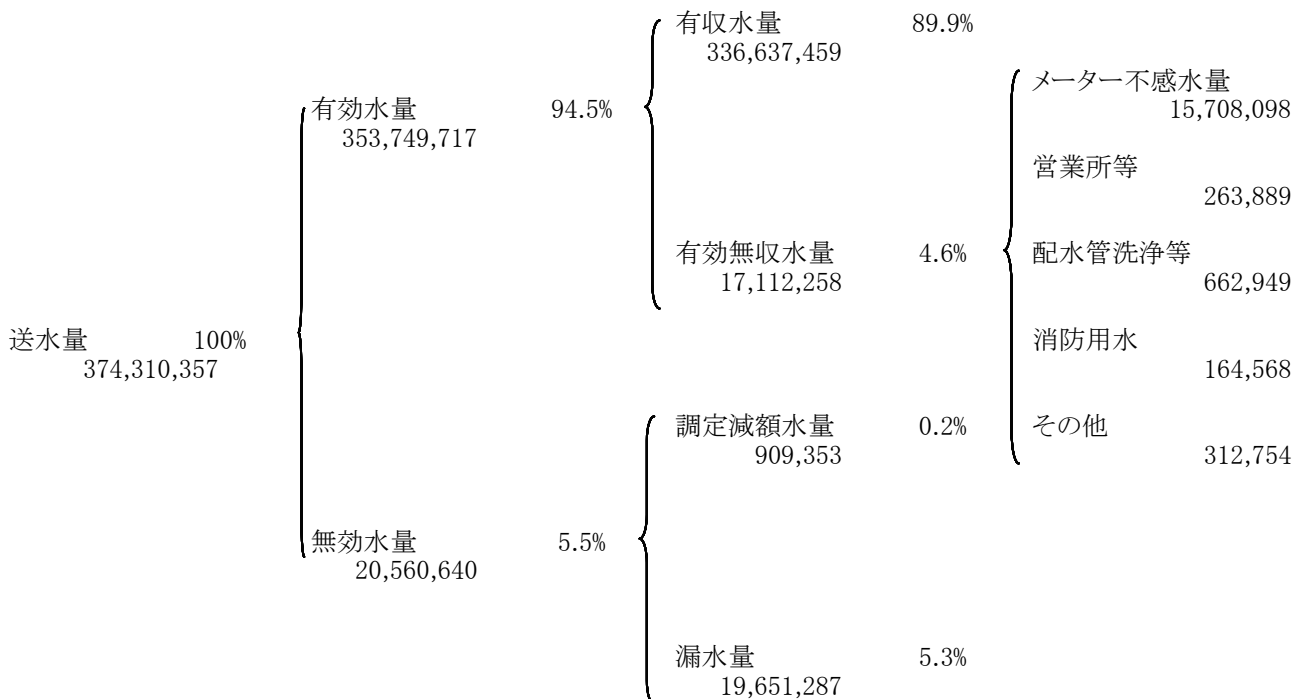 有収水量 89.9%
336,637,459
メーター不感水量
15,708,098
有効水量 94.5%
353,749,717
営業所等
263,889
有効無収水量 4.6%
17,112,258
配水管洗浄等
662,949
送水量 100%
374,310,357
消防用水
164,568
調定減額水量 0.2%
909,353
その他
312,754
無効水量 5.5%
20,560,640
漏水量 5.3%
19,651,287